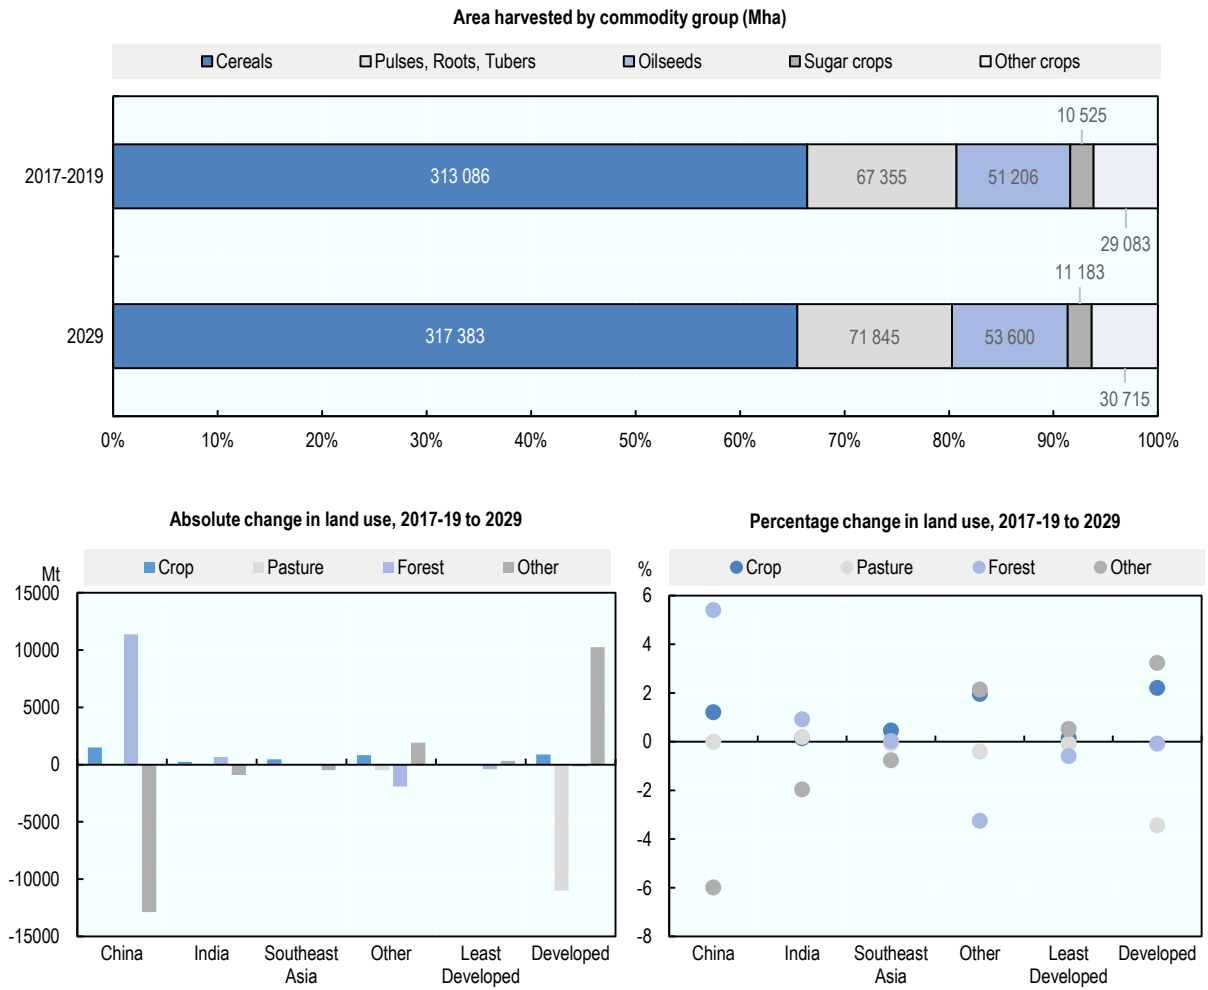 Area harvested by commodity group (Mha)
Cereals Pulses, Roots, Tubers Oilseeds Sugar crops Other crops
10 525
2017-2019 313 086 67 355 51 206
29 083
11 183
2029 317 383 71 845 53 600
30 715
0% 10% 20% 30% 40% 50% 60% 70% 80% 90% 100%
Absolute change in land use, 2017-19 to 2029
Mt
Crop Pasture Forest Other
15000
10000
5000
0
-5000
-10000
-15000
China India Southeast Asia Other Least Developed Developed
Percentage change in land use, 2017-19 to 2029
%
Crop Pasture Forest Other
6
4
2
0
-2
-4
-6
-8
China India Southeast Asia Other Least Developed Developed